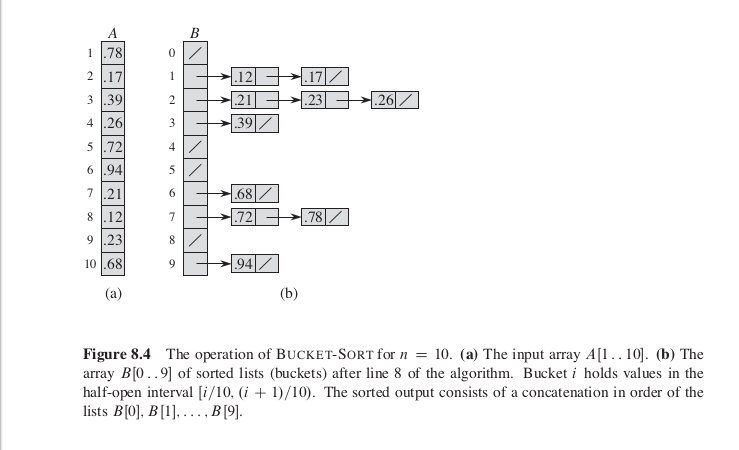 A B
1 .78 0
2 .17 1 .12 .17
3 .39 2 .21 .23 .26
4 .26 3 .39
5 .72 4
6 .94 5
7 .21 6 .68
8 .12 7 .72 .78
9 .23 8
10 .68 9 .94
(a) (b)
Figure 8.4 The operation of BUCKET-SORT for n = 10. (a) The input array A[1 . . 10]. (b) The
array B[0 . . 9] of sorted lists (buckets) after line 8 of the algorithm. Bucket i holds values in the
half-open interval [i/10, (i + 1)/10). The sorted output consists of a concatenation in order of the
lists B[0], B[1], . . . , B[9].